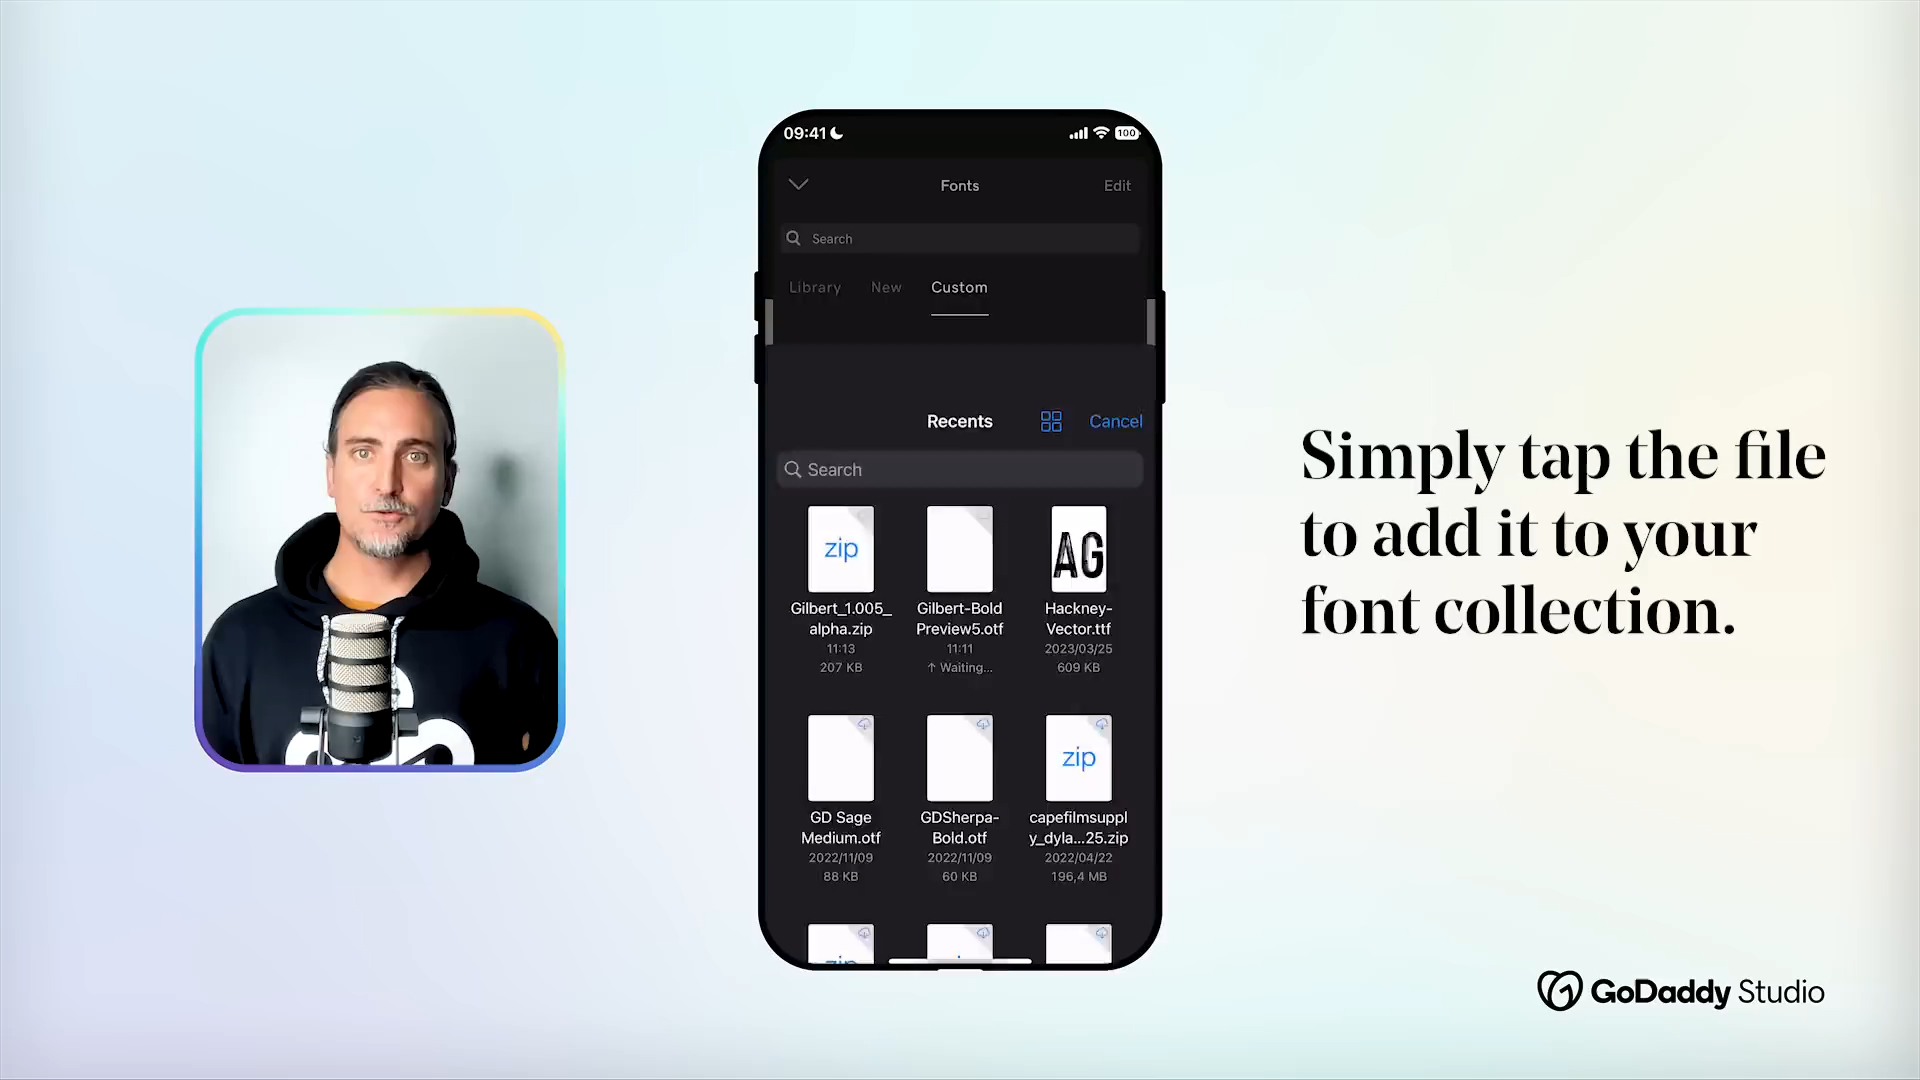 09:41
100
Fonts
Edit
Search
Library
New
Custom
Recents
Cancel
Search
zip
AG
Gilbert_1.005_
alpha.zip
11:13
207 KB
Gilbert-Bold
Preview5.otf
11:11
↑ Waiting...
Hackney-
Vector.ttf
2023/03/25
609 KB
zip
GD Sage
Medium.otf
2022/11/09
88 KB
GDSherpa-
Bold.otf
2022/11/09
60 KB
capefilmsuppl
y_dyla...25.zip
2022/04/22
196,4 MB
zip
Simply tap the file
to add it to your
font collection.
GoDaddy Studio